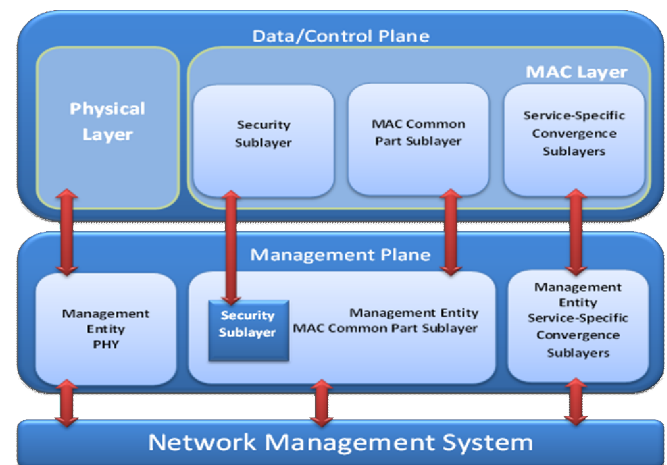 Data/Control Plane
MAC Layer
Physical
Layer
Security
Sublayer
MAC Common
Part Sublayer
Service-Specific
Convergence
Sublayers
Management Plane
Management
Entity
PHY
Security
Sublayer
Management Entity
MAC Common Part Sublayer
Management
Entity
Service-Specific
Convergence
Sublayers
Network Management System